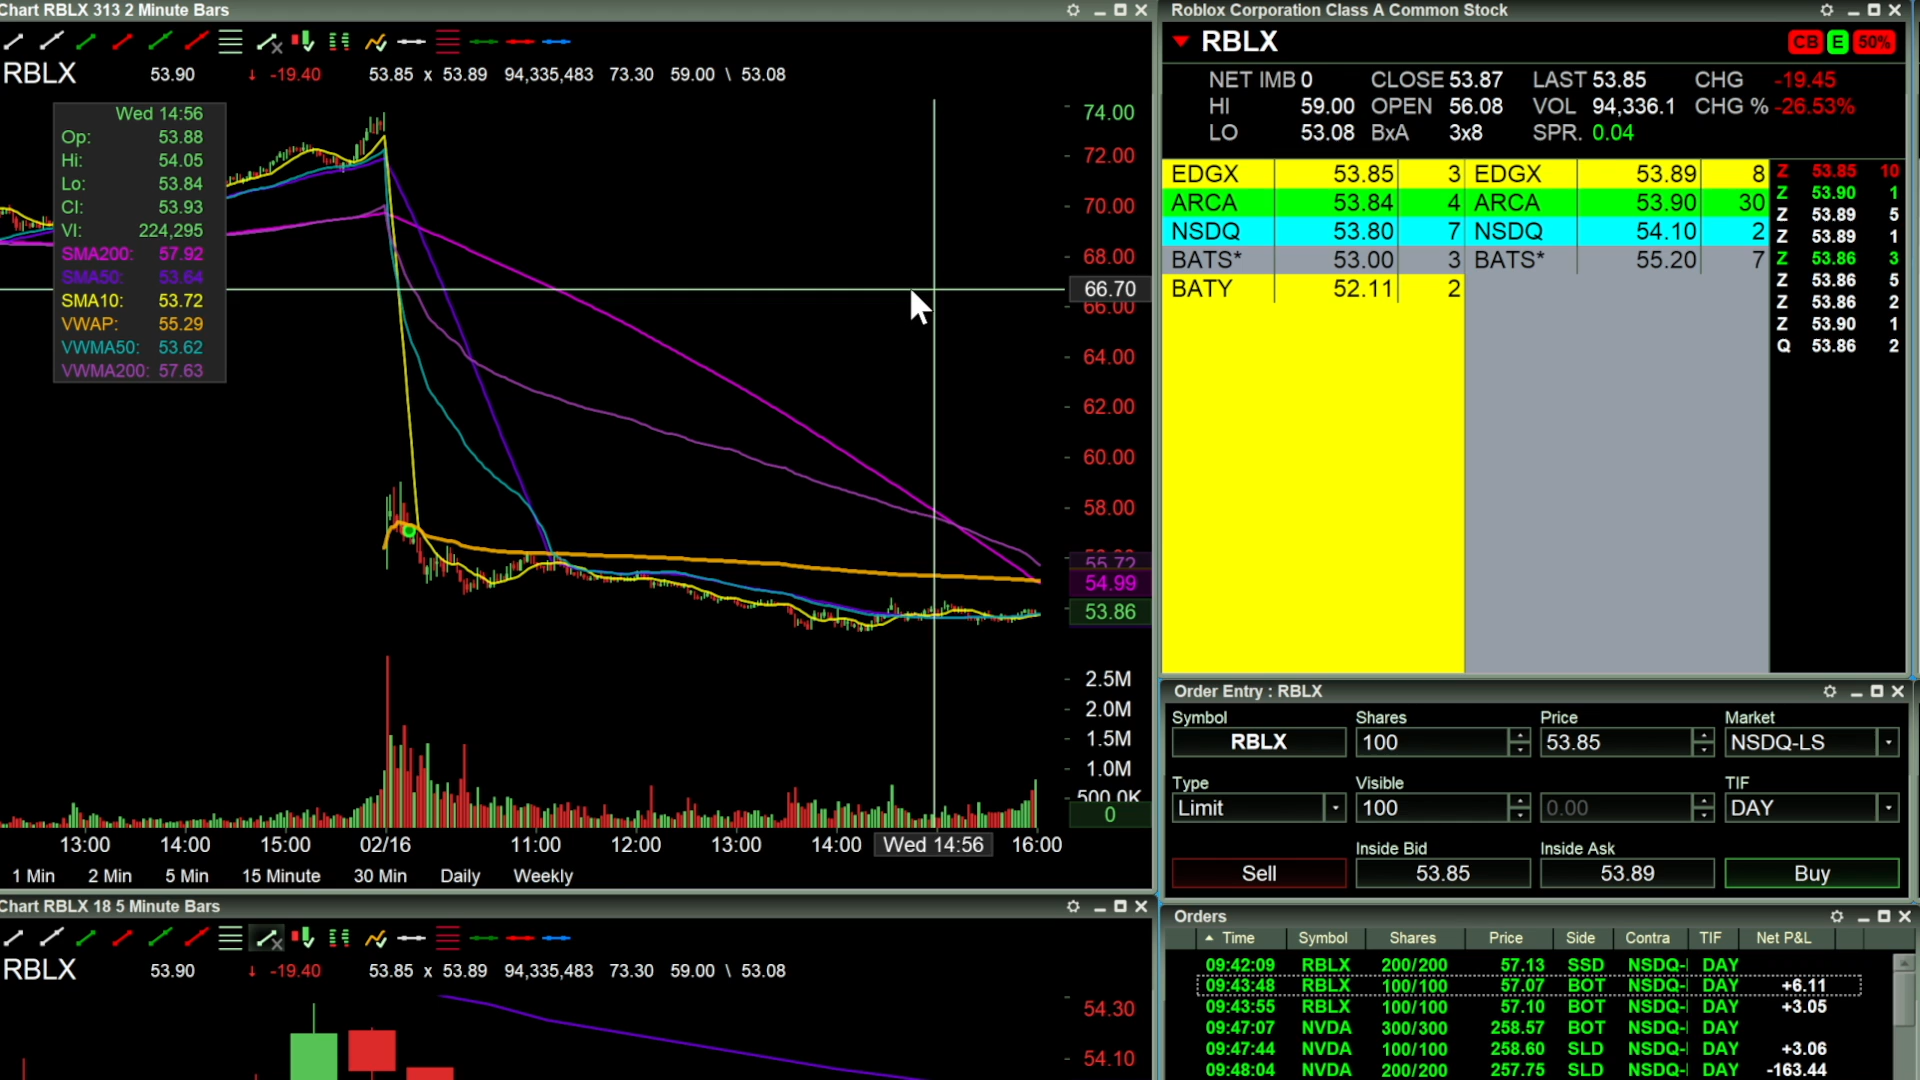 Chart RBLX 313 2 Minute Bars
RBLX 53.90 ↓ -19.40 53.85 x 53.89 94,335,483 73.30 59.00 \ 53.08
Wed 14:56
Op: 53.88
Hi: 54.05
Lo: 53.84
Cl: 53.93
Vl: 224,295
SMA200: 57.92
SMA50: 53.64
SMA10: 53.72
VWAP: 55.29
VWMA50: 53.62
VWMA200: 57.63
74.00
72.00
70.00
68.00
66.70
66.00
64.00
62.00
60.00
58.00
55.72
54.99
53.86
2.5M
2.0M
1.5M
1.0M
500.0K
0
13:00 14:00 15:00 02/16 11:00 12:00 13:00 14:00 Wed 14:56 16:00
1 Min 2 Min 5 Min 15 Minute 30 Min Daily Weekly
Chart RBLX 18 5 Minute Bars
RBLX 53.90 ↓ -19.40 53.85 x 53.89 94,335,483 73.30 59.00 \ 53.08
54.30
54.10
Roblox Corporation Class A Common Stock
RBLX CB E 50%
NET IMB 0 CLOSE 53.87 LAST 53.85 CHG -19.45
HI 59.00 OPEN 56.08 VOL 94,336.1 CHG % -26.53%
LO 53.08 BxA 3x8 SPR. 0.04
EDGX 53.85 3 EDGX 53.89 8
ARCA 53.84 4 ARCA 53.90 30
NSDQ 53.80 7 NSDQ 54.10 2
BATS* 53.00 3 BATS* 55.20 7
BATY 52.11 2
Z 53.85 10
Z 53.90 1
Z 53.89 5
Z 53.89 1
Z 53.86 3
Z 53.86 5
Z 53.86 2
Z 53.90 1
Q 53.86 2
Order Entry : RBLX
Symbol Shares Price Market
RBLX 100 53.85 NSDQ-LS
Type Visible TIF
Limit 100 0.00 DAY
Inside Bid Inside Ask
Sell 53.85 53.89 Buy
Orders
Time Symbol Shares Price Side Contra TIF Net P&L
09:42:09 RBLX 200/200 57.13 SSD NSDQ- DAY
09:43:48 RBLX 100/100 57.07 BOT NSDQ- DAY +6.11
09:43:55 RBLX 100/100 57.10 BOT NSDQ- DAY +3.05
09:47:07 NVDA 300/300 258.57 BOT NSDQ- DAY
09:47:44 NVDA 100/100 258.60 SLD NSDQ- DAY +3.06
09:48:04 NVDA 200/200 257.75 SLD NSDQ- DAY -163.44